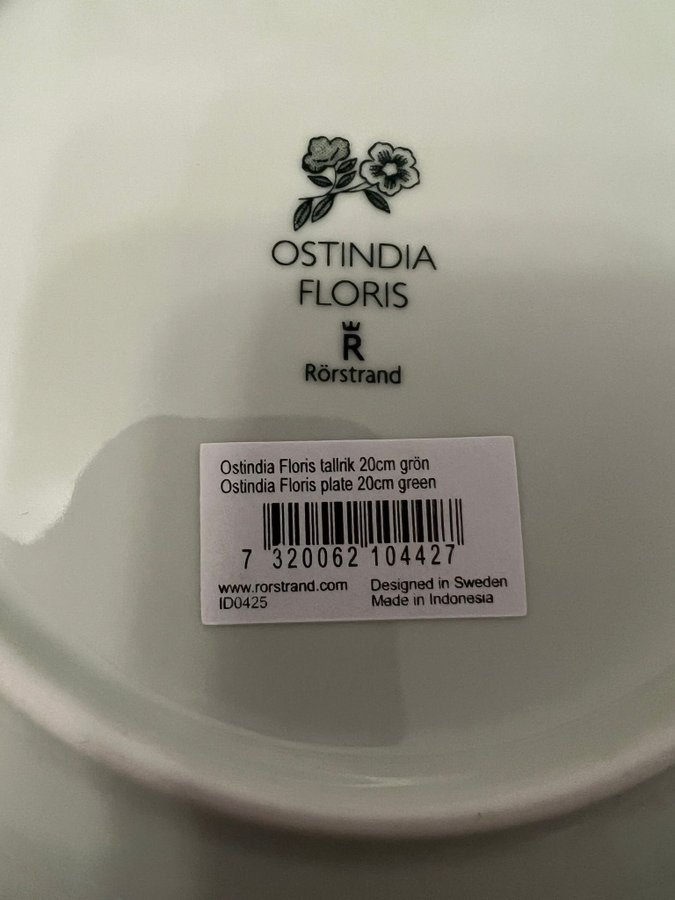 OSTINDIA
FLORIS
R
Rörstrand
Ostindia Floris tallrik 20cm grön
Ostindia Floris plate 20cm green
7 320062 104427
www.rorstrand.com Designed in Sweden
ID0425 Made in Indonesia